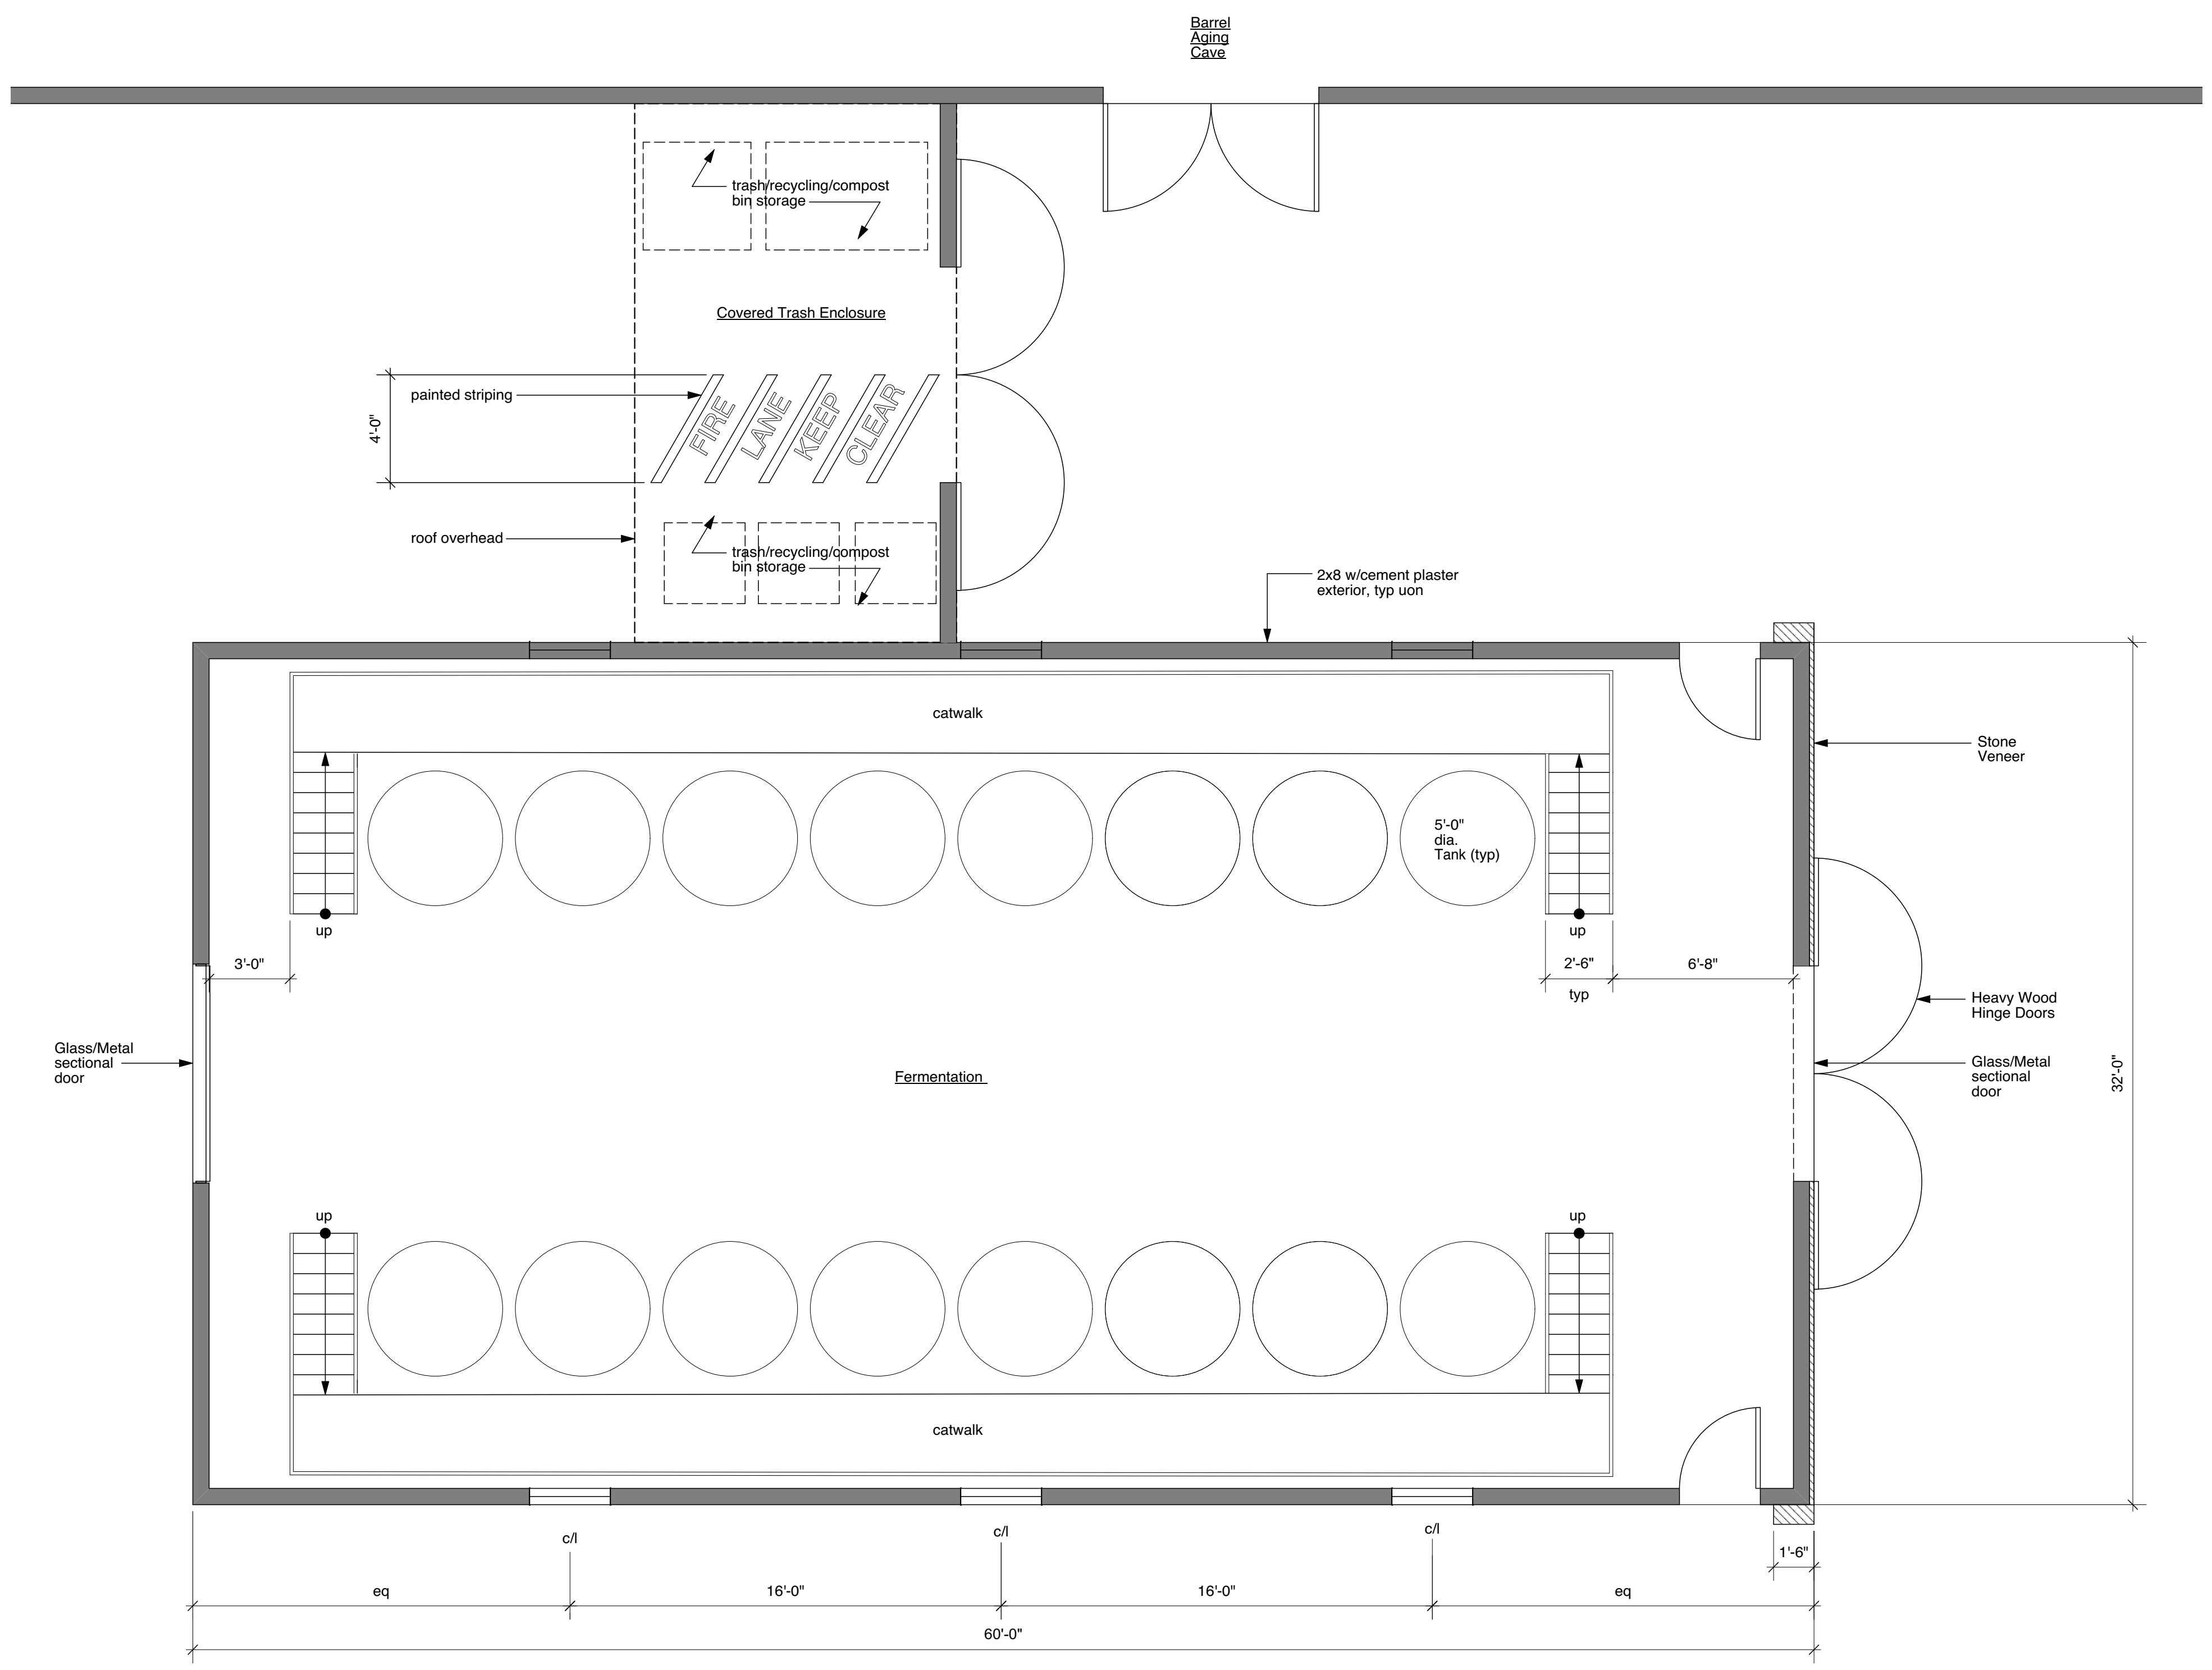 Barrel
Aging
Cave
trash/recycling/compost
bin storage
Covered Trash Enclosure
painted striping
4'-0"
FIRE
LANE
KEEP
CLEAR
roof overhead
trash/recycling/compost
bin storage
2x8 w/cement plaster
exterior, typ uon
catwalk
Stone
Veneer
5'-0"
dia.
Tank (typ)
up
up
3'-0"
2'-6"
typ
6'-8"
Heavy Wood
Hinge Doors
Glass/Metal
sectional
door
Glass/Metal
sectional
door
Fermentation
32'-0"
up
up
catwalk
c/l
c/l
c/l
1'-6"
eq
16'-0"
16'-0"
eq
60'-0"